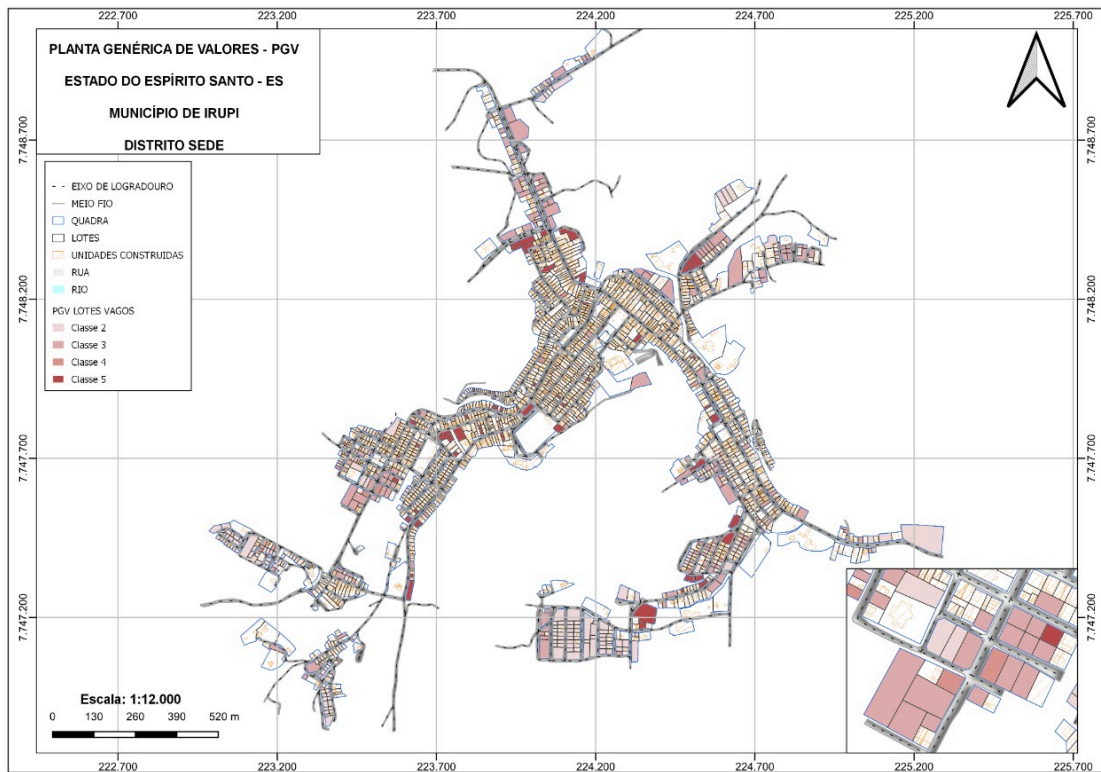 222.700 223.200 223.700 224.200 224.700 225.200 225.700
PLANTA GENÉRICA DE VALORES - PGV
ESTADO DO ESPÍRITO SANTO - ES
MUNICÍPIO DE IRUPI
DISTRITO SEDE
7.748.700 7.748.700
EIXO DE LOGRADOURO
MEIO FIO
QUADRA
LOTES
UNIDADES CONSTRUIDAS
RUA
RIO
PGV LOTES VAGOS
Classe 2
Classe 3
Classe 4
Classe 5
7.748.200 7.748.200
7.747.700 7.747.700
7.747.200 7.747.200
Escala: 1:12.000
0 130 260 390 520 m
222.700 223.200 223.700 224.200 224.700 225.200 225.700